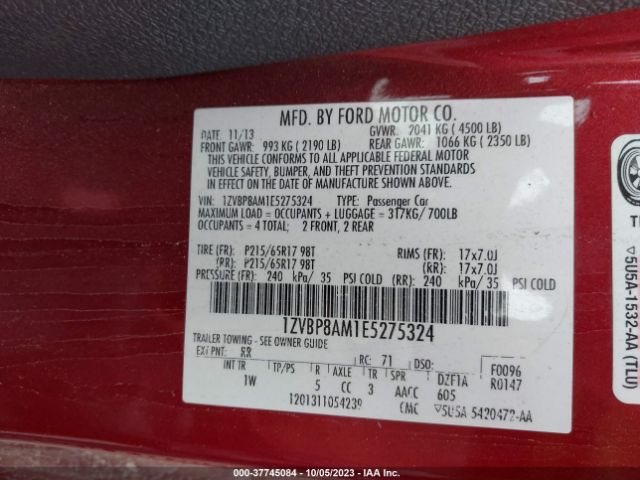 MFD. BY FORD MOTOR CO.
DATE: 11/13 GVWR: 2041 KG ( 4500 LB)
FRONT GAWR: 993 KG ( 2190 LB) REAR GAWR: 1066 KG ( 2350 LB)
THIS VEHICLE CONFORMS TO ALL APPLICABLE FEDERAL MOTOR
VEHICLE SAFETY, BUMPER, AND THEFT PREVENTION STANDARDS
IN EFFECT ON THE DATE OF MANUFACTURE SHOWN ABOVE.
VIN: 1ZVBP8AM1E5275324 TYPE: Passenger Car
MAXIMUM LOAD = OCCUPANTS + LUGGAGE = 317KG/ 700LB
OCCUPANTS = 4 TOTAL: 2 FRONT, 2 REAR
TIRE (FR): P215/65R17 98T RIMS (FR): 17x7.0J
(RR): P215/65R17 98T (RR): 17x7.0J
PRESSURE (FR): 240 kPa/ 35 PSI COLD (RR): 240 kPa/ 35 PSI COLD
1ZVBP8AM1E5275324
TRAILER TOWING - SEE OWNER GUIDE
EXT PNT: RR RC: 71 DSO: F0096
INT TR TP/PS R AXLE TR SPR R0147
1W 5 CC 3 AACC DZF1A
605
1201311054239 CMC ▽5U5A 5420472-AA
▽5U5A-1532-AA (TLU)
000-37745084 - 10/05/2023 - IAA Inc.